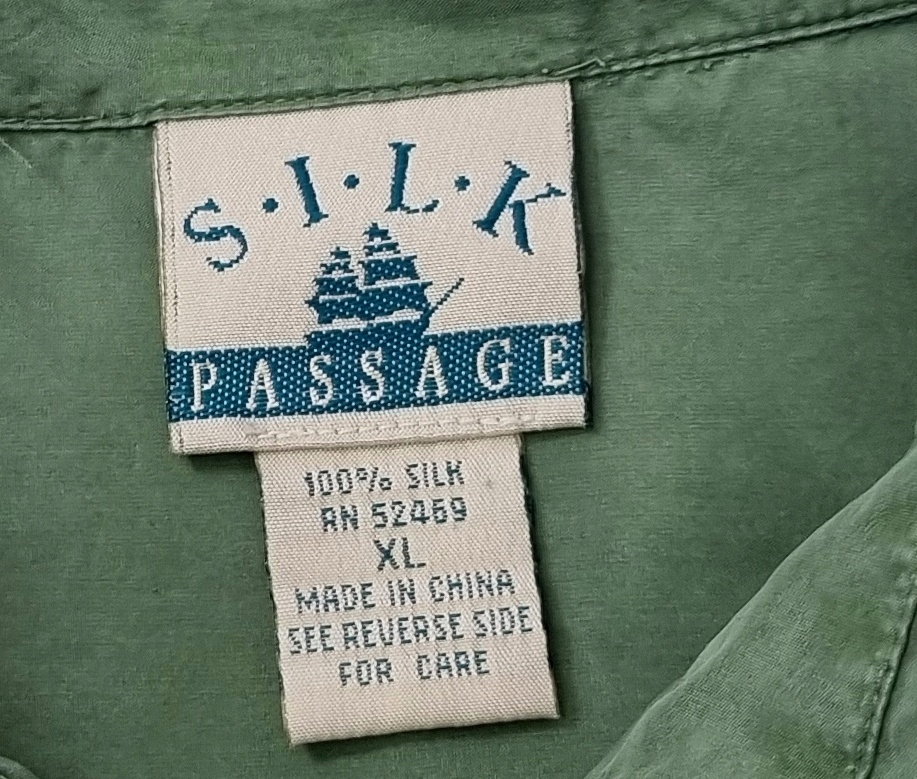 S·I·L·K
PASSAGE
100% SILK
RN 52469
XL
MADE IN CHINA
SEE REVERSE SIDE
FOR CARE